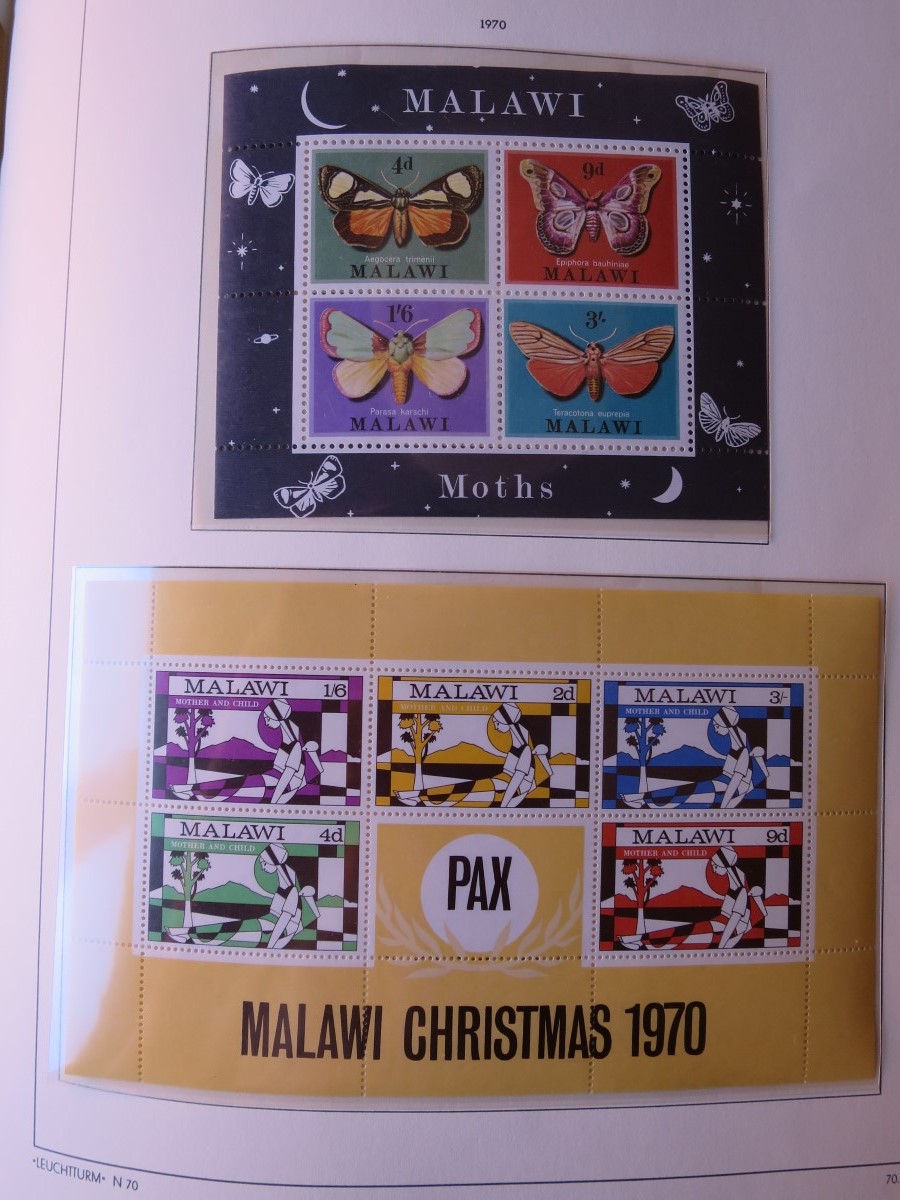 1970
MALAWI
4d
Aegocera trimenii
MALAWI
9d
Epiphora bauhiniae
MALAWI
1'6
Parasa karschi
MALAWI
3/-
Teracotona euprepia
MALAWI
Moths
MALAWI 1/6
MOTHER AND CHILD
MALAWI 2d
MOTHER AND CHILD
MALAWI 3/-
MOTHER AND CHILD
MALAWI 4d
MOTHER AND CHILD
PAX
MALAWI 9d
MOTHER AND CHILD
MALAWI CHRISTMAS 1970
"LEUCHTTURM" N 70
70.